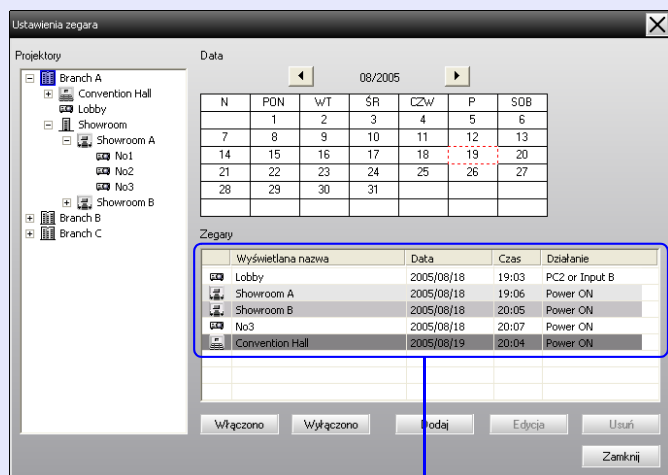 Ustawienia zegara
Projektory
Branch A
Convention Hall
Lobby
Showroom
Showroom A
No1
No2
No3
Showroom B
Branch B
Branch C
Data
08/2005
N PON WT ŚR CZW P SOB
1 2 3 4 5 6
7 8 9 10 11 12 13
14 15 16 17 18 19 20
21 22 23 24 25 26 27
28 29 30 31
Zegary
Wyświetlana nazwa Data Czas Działanie
Lobby 2005/08/18 19:03 PC2 or Input B
Showroom A 2005/08/18 19:06 Power ON
Showroom B 2005/08/18 20:05 Power ON
No3 2005/08/18 20:07 Power ON
Convention Hall 2005/08/19 20:04 Power ON
Włączono Wyłączono Dodaj Edycja Usuń
Zamknij